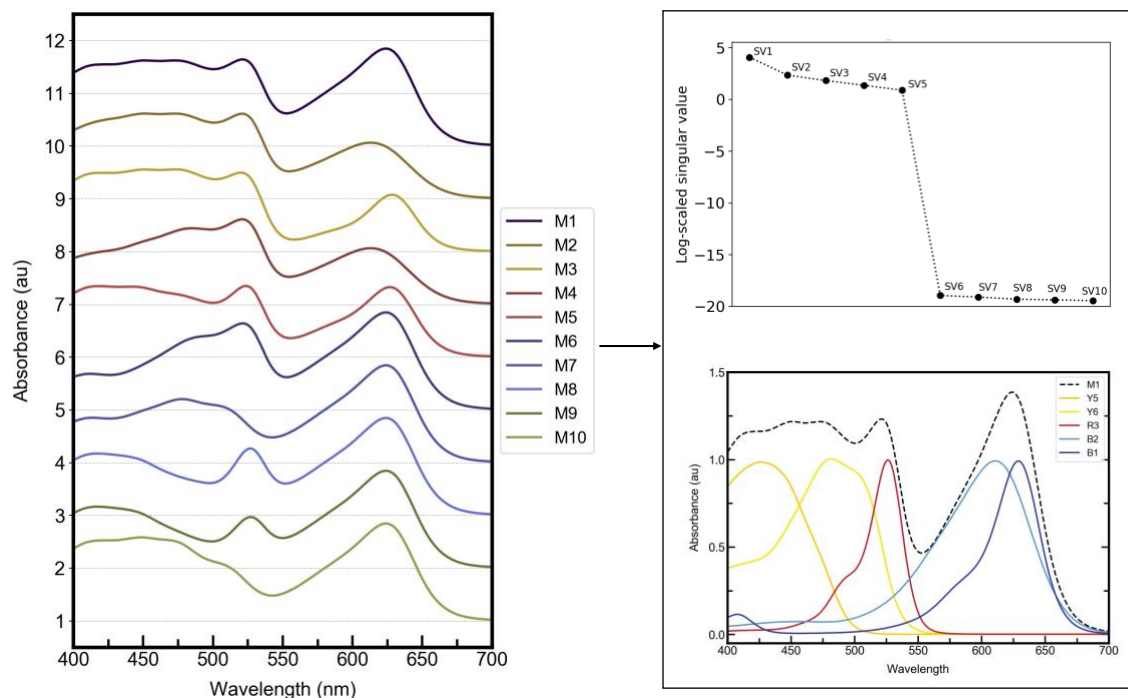 12
11
10
9
8
7
6
5
4
3
2
1
400
450
500
550
600
650
700
Absorbance (au)
Wavelength (nm)
M1
M2
M3
M4
M5
M6
M7
M8
M9
M10
5
0
−5
−10
−15
−20
Log-scaled singular value
SV1
SV2
SV3
SV4
SV5
SV6
SV7
SV8
SV9
SV10
1.5
1.0
0.5
0.0
Absorbance (au)
M1
Y5
Y6
R3
B2
B1
400
450
500
550
600
650
700
Wavelength